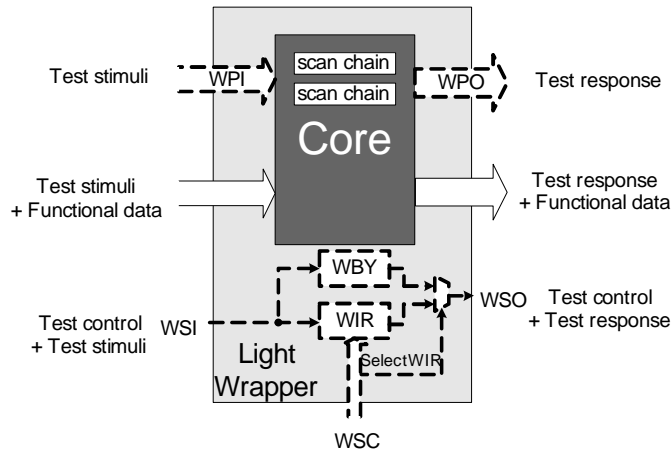 Test stimuli
WPI
scan chain
scan chain
WPO
Test response
Core
Test stimuli
+ Functional data
Test response
+ Functional data
WBY
WSI
WIR
WSO
Test control
+ Test stimuli
Test control
+ Test response
SelectWIR
Light
Wrapper
WSC